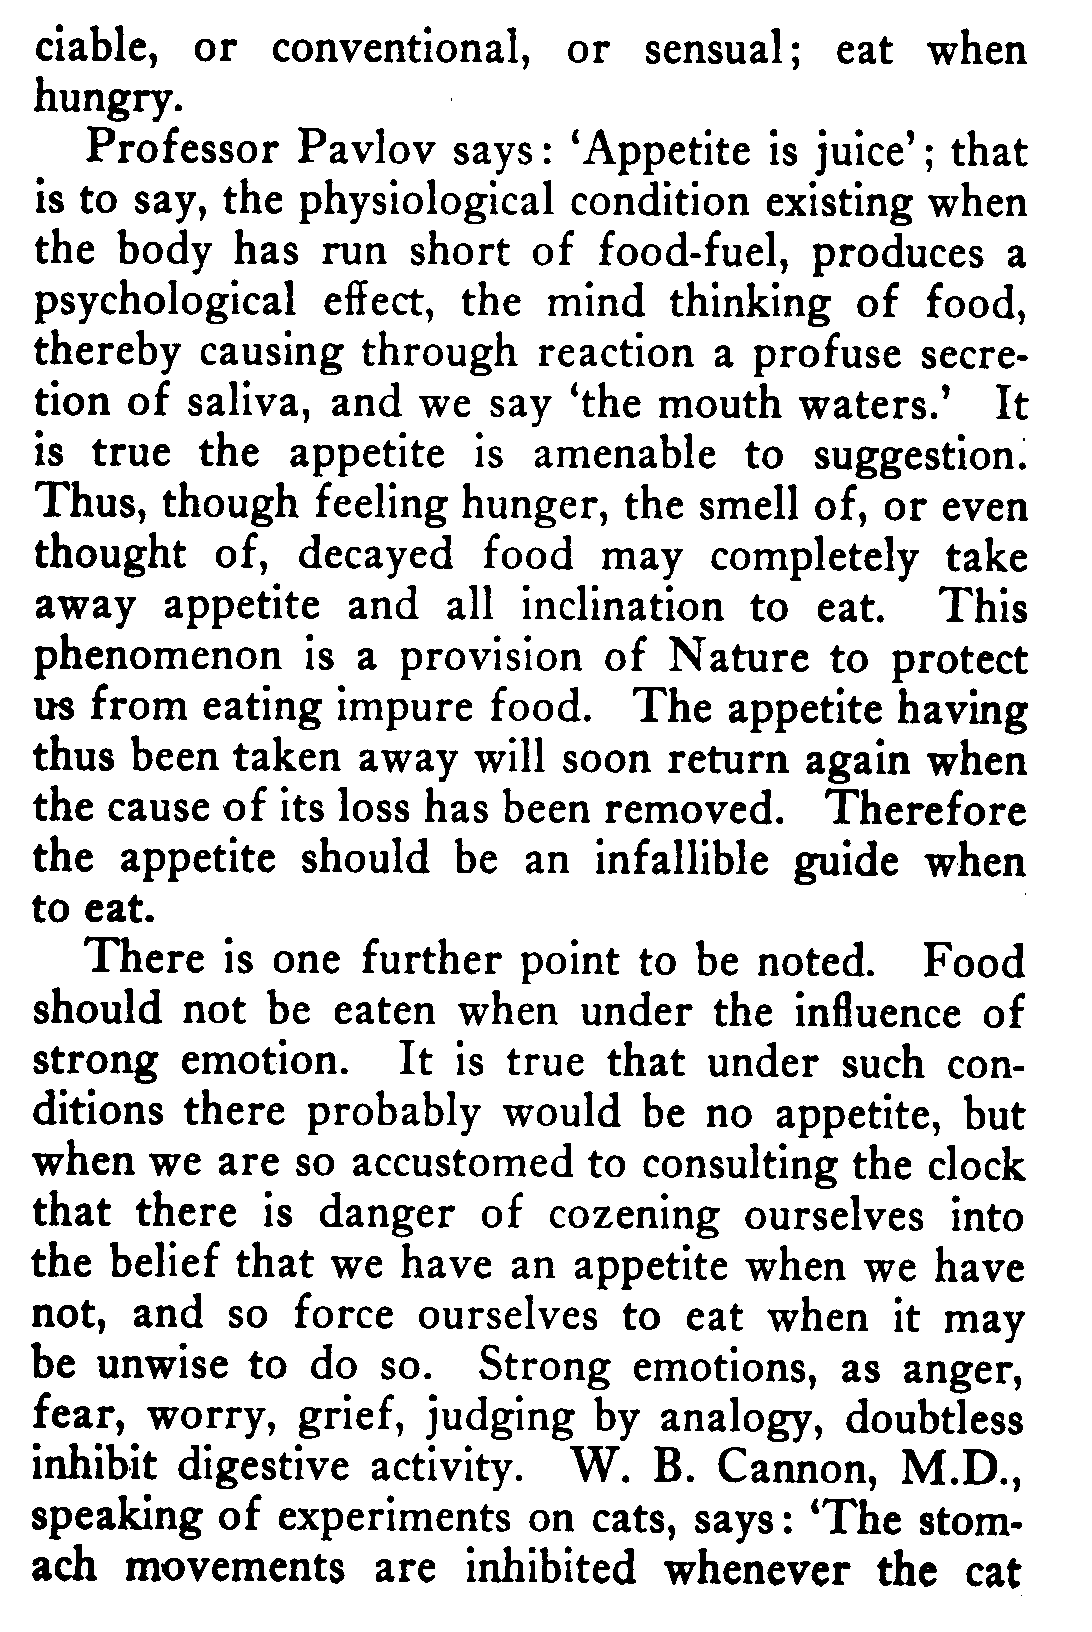 ciable, or conventional, or sensual; eat when
hungry.
Professor Pavlov says: ‘Appetite is juice’; that
is to say, the physiological condition existing when
the body has run short of food-fuel, produces a
psychological effect, the mind thinking of food,
thereby causing through reaction a profuse secre-
tion of saliva, and we say ‘the mouth waters.’ It
is true the appetite is amenable to suggestion.
Thus, though feeling hunger, the smell of, or even
thought of, decayed food may completely take
away appetite and all inclination to eat. This
phenomenon is a provision of Nature to protect
us from eating impure food. The appetite having
thus been taken away will soon return again when
the cause of its loss has been removed. Therefore
the appetite should be an infallible guide when
to eat.
There is one further point to be noted. Food
should not be eaten when under the influence of
strong emotion. It is true that under such con-
ditions there probably would be no appetite, but
when we are so accustomed to consulting the clock
that there is danger of cozening ourselves into
the belief that we have an appetite when we have
not, and so force ourselves to eat when it may
be unwise to do so. Strong emotions, as anger,
fear, worry, grief, judging by analogy, doubtless
inhibit digestive activity. W. B. Cannon, M.D.,
speaking of experiments on cats, says: ‘The stom-
ach movements are inhibited whenever the cat